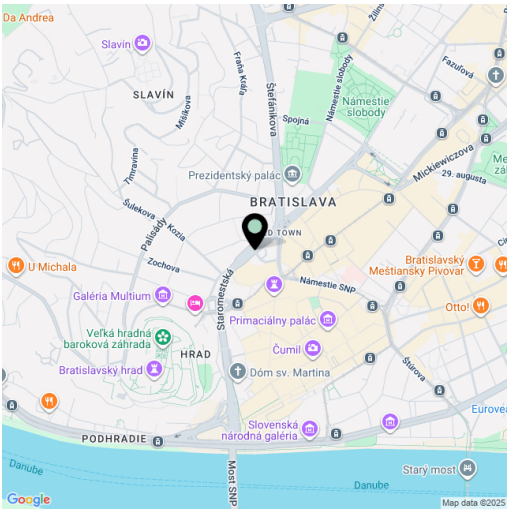 Da Andrea
Slavín
SLAVÍN
Fraňa Kráľa
Mišíkova
Timravina
Štefánikova
Spojná
Námestie slobody
Žilins
Fazuľová
Námestie
slobody
Mickiewiczova
29. augusta
Me
Prezidentský palác
BRATISLAVA
D TOWN
Šulekova
Kozia
Palisády
Zochova
U Michala
Staromestská
Galéria Multium
Námestie SNP
Bratislavský
Meštiansky Pivovar
Ci
Otto!
Primaciálny palác
Veľká hradná
baroková záhrada
HRAD
Bratislavský hrad
Čumil
Dóm sv. Martina
Štúrova
Eurovea
PODHRADIE
Slovenská
národná galéria
Most SNP
Starý most
Danube
Danube
Google
Map data ©2025